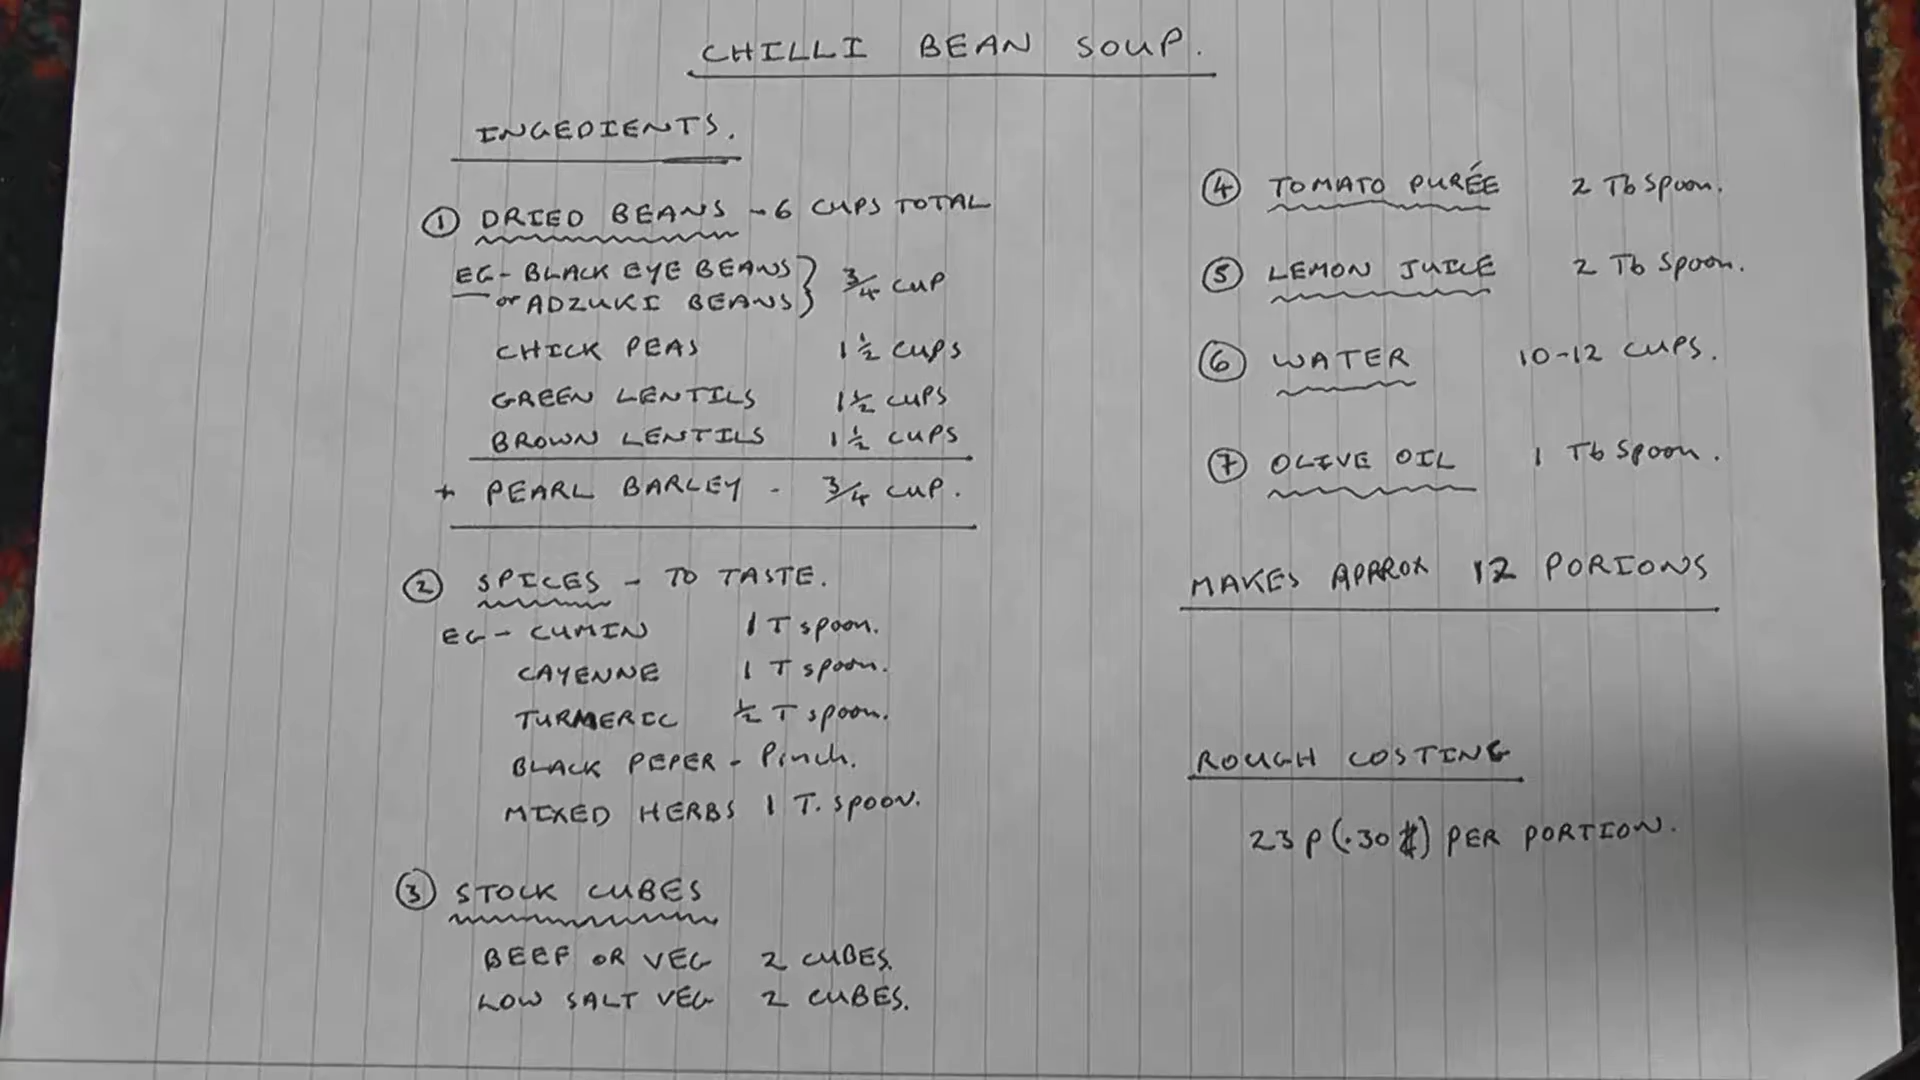 CHILLI BEAN SOUP.
INGEDIENTS.
① DRIED BEANS - 6 CUPS TOTAL
EG - BLACK EYE BEANS
or ADZUKI BEANS } 3/4 CUP
CHICK PEAS 1 1/2 CUPS
GREEN LENTILS 1 1/2 CUPS
BROWN LENTILS 1 1/2 CUPS
+ PEARL BARLEY - 3/4 CUP.
② SPICES - TO TASTE.
EG - CUMIN 1 T spoon.
CAYENNE 1 T spoon.
TURMERIC 1/2 T spoon.
BLACK PEPER - Pinch.
MIXED HERBS 1 T. spoon.
③ STOCK CUBES
BEEF OR VEG 2 CUBES.
LOW SALT VEG 2 CUBES.
④ TOMATO PURÉE 2 Tb Spoon.
⑤ LEMON JUICE 2 Tb Spoon.
⑥ WATER 10-12 CUPS.
⑦ OLIVE OIL 1 Tb Spoon.
MAKES APPROX 12 PORIONS
ROUGH COSTING
23 P (.30 $) PER PORTION.